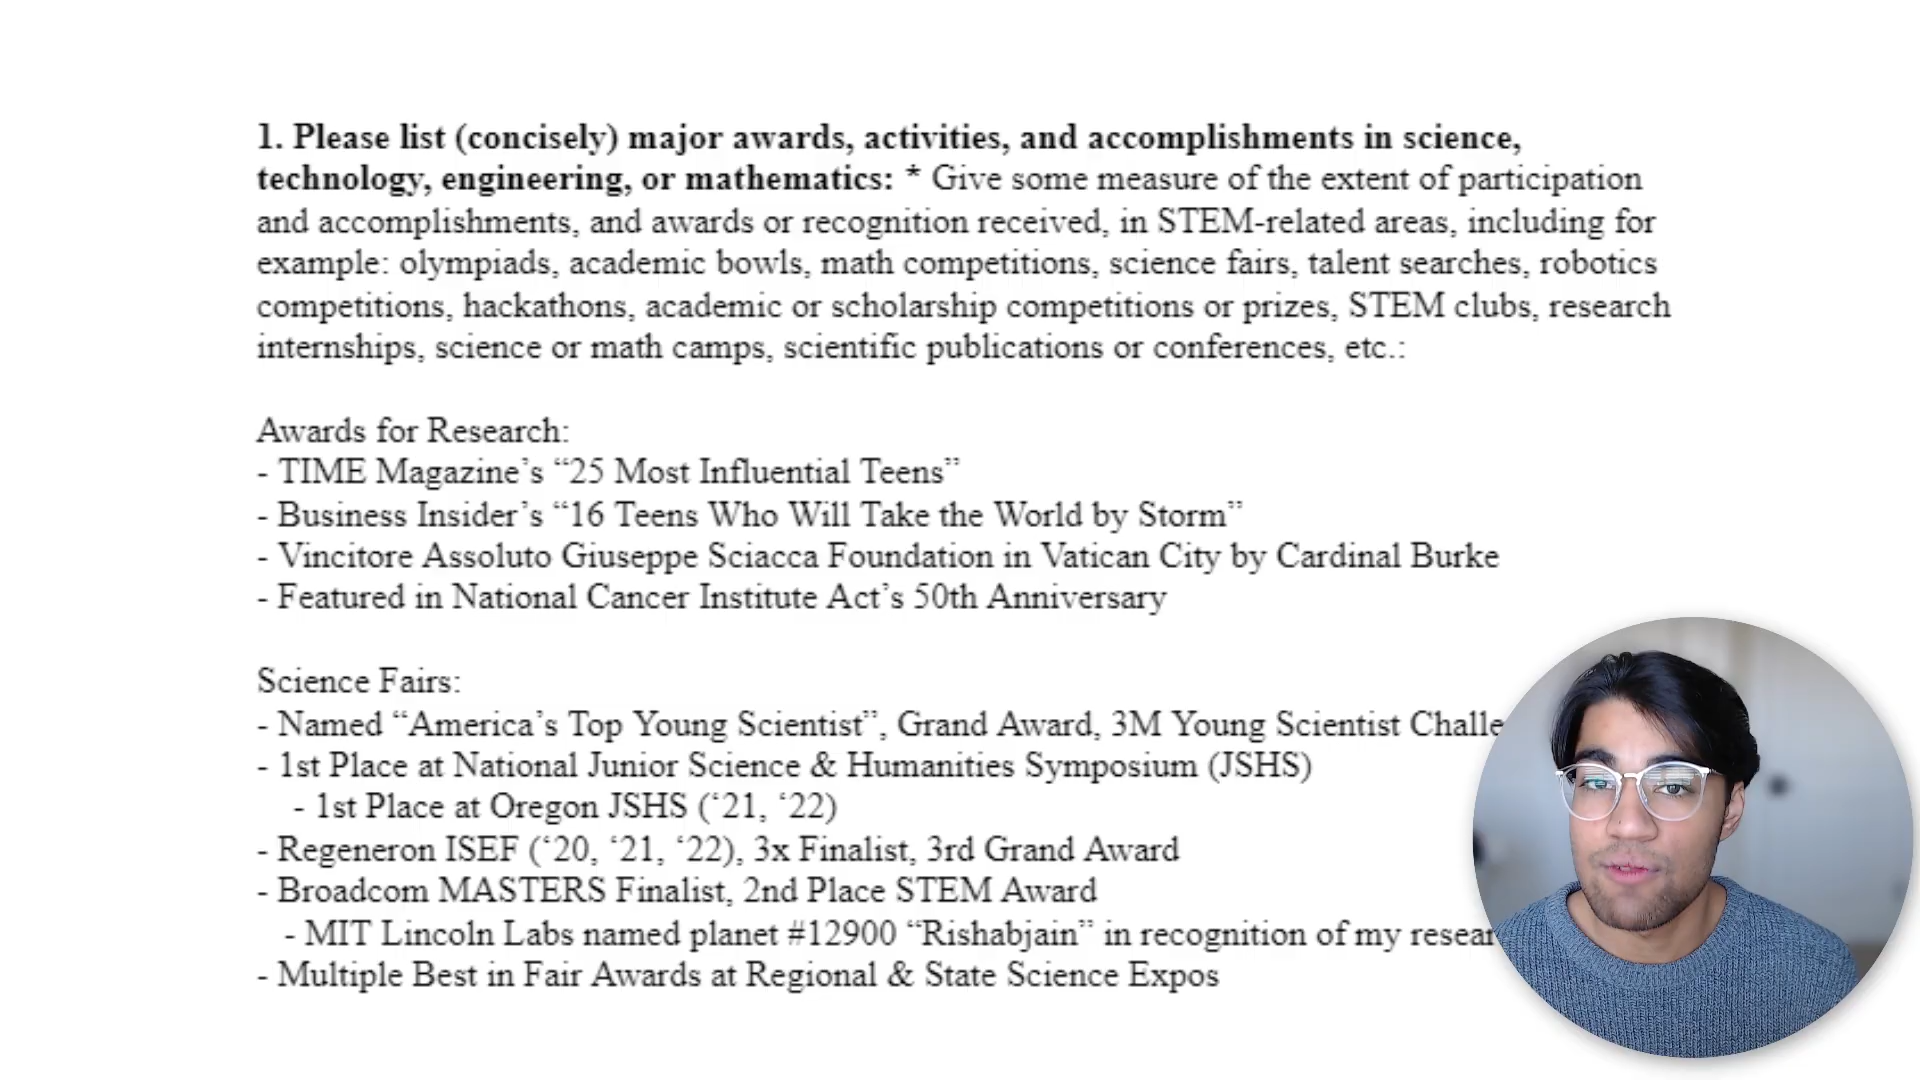 1. Please list (concisely) major awards, activities, and accomplishments in science,
technology, engineering, or mathematics: * Give some measure of the extent of participation
and accomplishments, and awards or recognition received, in STEM-related areas, including for
example: olympiads, academic bowls, math competitions, science fairs, talent searches, robotics
competitions, hackathons, academic or scholarship competitions or prizes, STEM clubs, research
internships, science or math camps, scientific publications or conferences, etc.:
Awards for Research:
- TIME Magazine’s “25 Most Influential Teens”
- Business Insider’s “16 Teens Who Will Take the World by Storm”
- Vincitore Assoluto Giuseppe Sciacca Foundation in Vatican City by Cardinal Burke
- Featured in National Cancer Institute Act’s 50th Anniversary
Science Fairs:
- Named “America’s Top Young Scientist”, Grand Award, 3M Young Scientist Challe
- 1st Place at National Junior Science & Humanities Symposium (JSHS)
- 1st Place at Oregon JSHS (‘21, ‘22)
- Regeneron ISEF (‘20, ‘21, ‘22), 3x Finalist, 3rd Grand Award
- Broadcom MASTERS Finalist, 2nd Place STEM Award
- MIT Lincoln Labs named planet #12900 “Rishabjain” in recognition of my resear
- Multiple Best in Fair Awards at Regional & State Science Expos